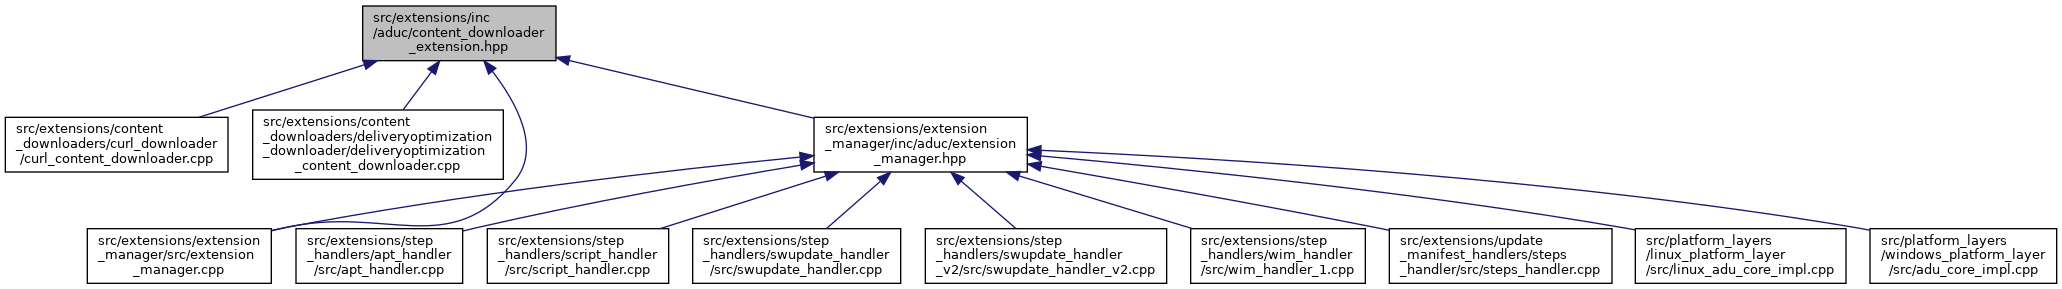 src/extensions/inc
/aduc/content_downloader
_extension.hpp
src/extensions/content
_downloaders/curl_downloader
/curl_content_downloader.cpp
src/extensions/content
_downloaders/deliveryoptimization
_downloader/deliveryoptimization
_content_downloader.cpp
src/extensions/extension
_manager/inc/aduc/extension
_manager.hpp
src/extensions/extension
_manager/src/extension
_manager.cpp
src/extensions/step
_handlers/apt_handler
/src/apt_handler.cpp
src/extensions/step
_handlers/script_handler
/src/script_handler.cpp
src/extensions/step
_handlers/swupdate_handler
/src/swupdate_handler.cpp
src/extensions/step
_handlers/swupdate_handler
_v2/src/swupdate_handler_v2.cpp
src/extensions/step
_handlers/wim_handler
/src/wim_handler_1.cpp
src/extensions/update
_manifest_handlers/steps
_handler/src/steps_handler.cpp
src/platform_layers
/linux_platform_layer
/src/linux_adu_core_impl.cpp
src/platform_layers
/windows_platform_layer
/src/adu_core_impl.cpp